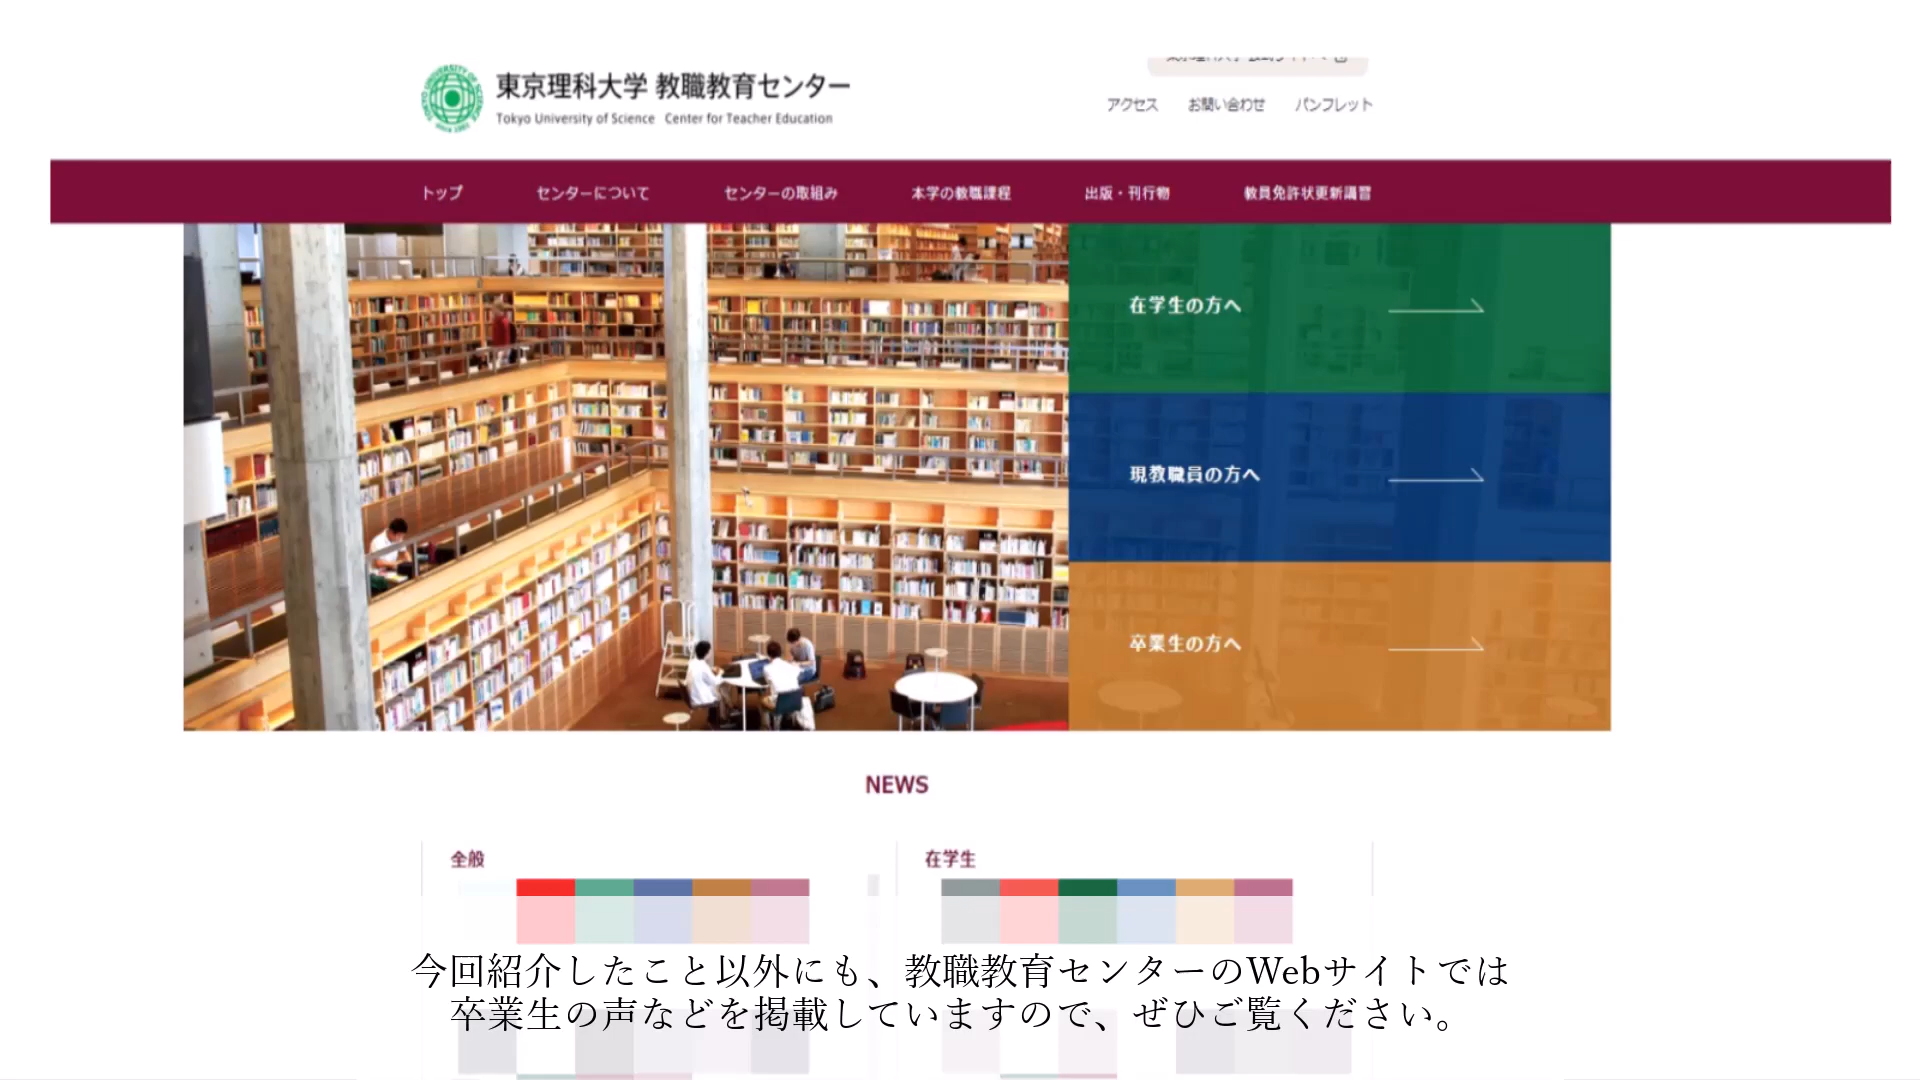 東京理科大学 教職教育センター
Tokyo University of Science Center for Teacher Education
アクセス お問い合わせ パンフレット
トップ センターについて センターの取組み 本学の教職課程 出版・刊行物 教員免許状更新講習
在学生の方へ
現教職員の方へ
卒業生の方へ
NEWS
全般 在学生
今回紹介したこと以外にも、教職教育センターのWebサイトでは
卒業生の声などを掲載していますので、ぜひご覧ください。